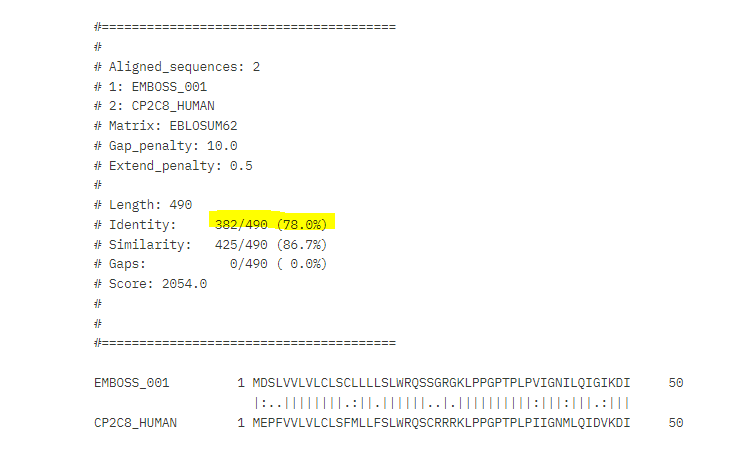 #=======================================
#
# Aligned_sequences: 2
# 1: EMBOSS_001
# 2: CP2C8_HUMAN
# Matrix: EBLOSUM62
# Gap_penalty: 10.0
# Extend_penalty: 0.5
#
# Length: 490
# Identity:     382/490 (78.0%)
# Similarity:   425/490 (86.7%)
# Gaps:           0/490 ( 0.0%)
# Score: 2054.0
#
#
#=======================================
EMBOSS_001         1 MDSLVVLVLCLSCLLLLSLWRQSSGRGKLPPGPTPLPVIGNILQIGIKDI     50
                     |:..||||||||.:||.||||||..|.||||||||||:|||:|||.:|||
CP2C8_HUMAN        1 MEPFVVLVLCLSFMLLFSLWRQSCRRRKLPPGPTPLPIIGNMLQIDVKDI     50